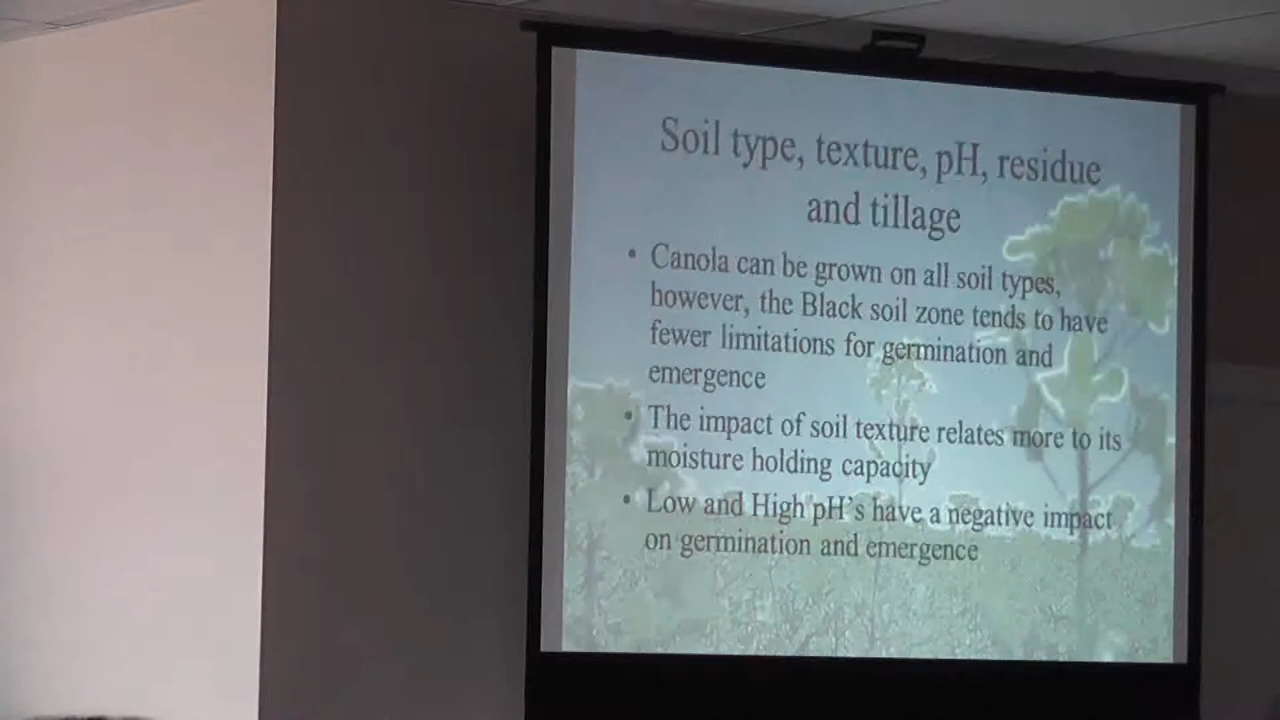 Soil type, texture, pH, residue
and tillage
• Canola can be grown on all soil types,
however, the Black soil zone tends to have
fewer limitations for germination and
emergence
• The impact of soil texture relates more to its
moisture holding capacity
• Low and High pH's have a negative impact
on germination and emergence